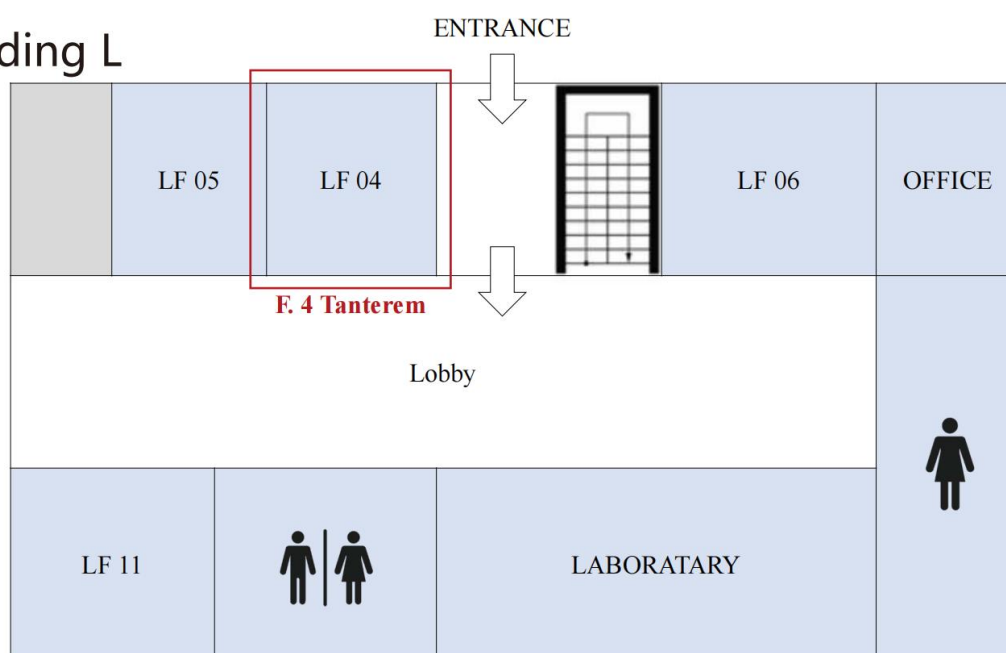 ENTRANCE
ding L
LF 05
LF 04
LF 06
OFFICE
F. 4 Tanterem
Lobby
LF 11
LABORATARY